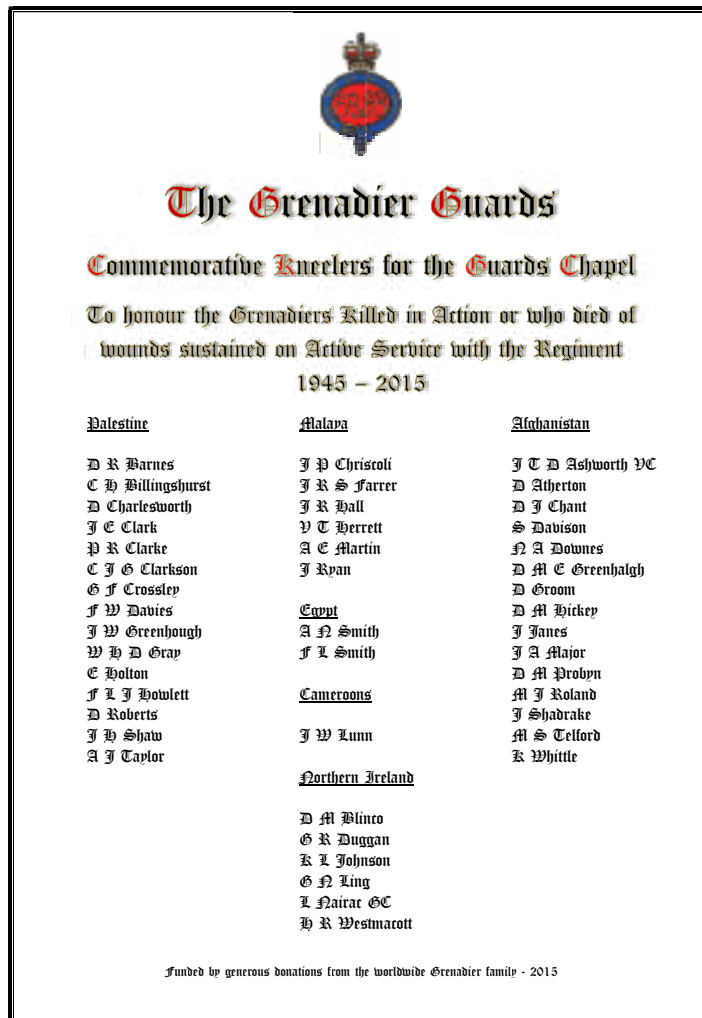 The Grenadier Guards
Commemorative Kneelers for the Guards Chapel
To honour the Grenadiers Killed in Action or who died of
wounds sustained on Active Service with the Regiment
1945 – 2015
Palestine
D R Barnes
C H Billingshurst
D Charlesworth
J E Clark
P R Clarke
C J G Clarkson
G F Crossley
F W Davies
J W Greenhough
W H D Gray
E Holton
F L J Howlett
D Roberts
J H Shaw
A J Taylor
Malaya
J P Chriscoli
J R S Farrer
J R Hall
V T Herrett
A E Martin
J Ryan
Egypt
A N Smith
F L Smith
Cameroons
J W Lunn
Northern Ireland
D M Blinco
G R Duggan
K L Johnson
G N Ling
L Nairac GC
H R Westmacott
Afghanistan
J T D Ashworth VC
D Atherton
D J Chant
S Davison
N A Downes
D M E Greenhalgh
D Groom
D M Hickey
J Janes
J A Major
D M Probyn
M J Roland
J Shadrake
M S Telford
K Whittle
Funded by generous donations from the worldwide Grenadier family - 2015